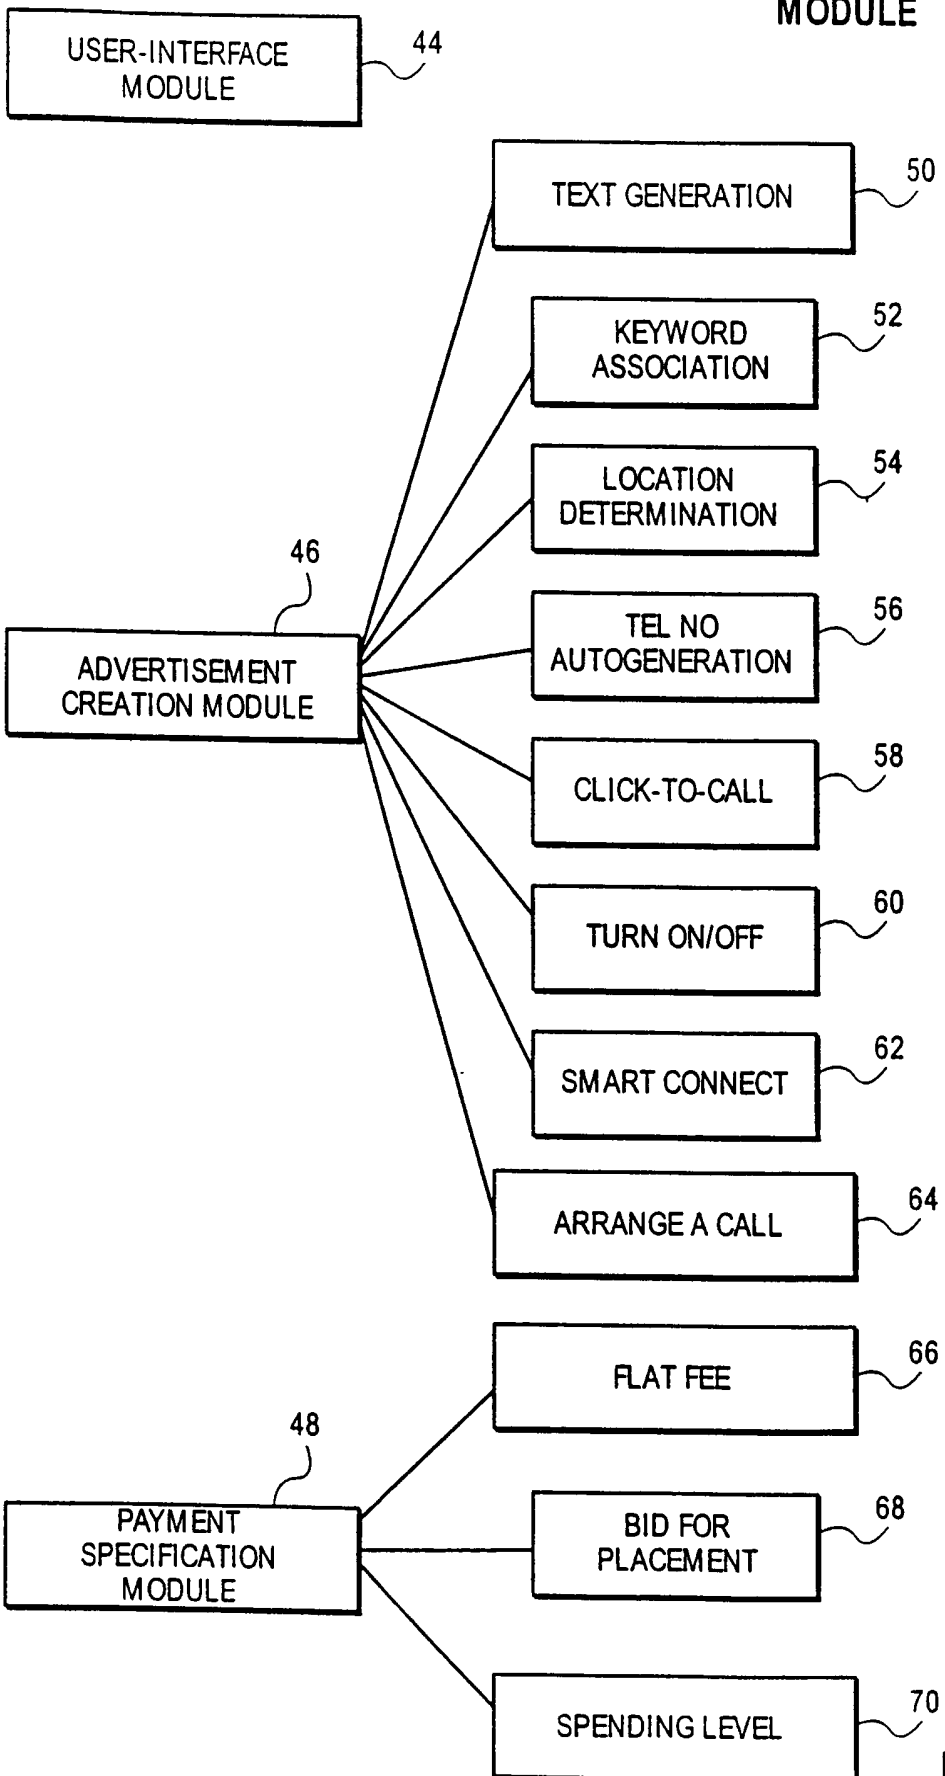 MODULE
USER-INTERFACE
MODULE
44
TEXT GENERATION
50
KEYWORD
ASSOCIATION
52
LOCATION
DETERMINATION
54
46
ADVERTISEMENT
CREATION MODULE
TEL NO
AUTOGENERATION
56
CLICK-TO-CALL
58
TURN ON/OFF
60
SMART CONNECT
62
ARRANGE A CALL
64
FLAT FEE
66
48
PAYMENT
SPECIFICATION
MODULE
BID FOR
PLACEMENT
68
SPENDING LEVEL
70